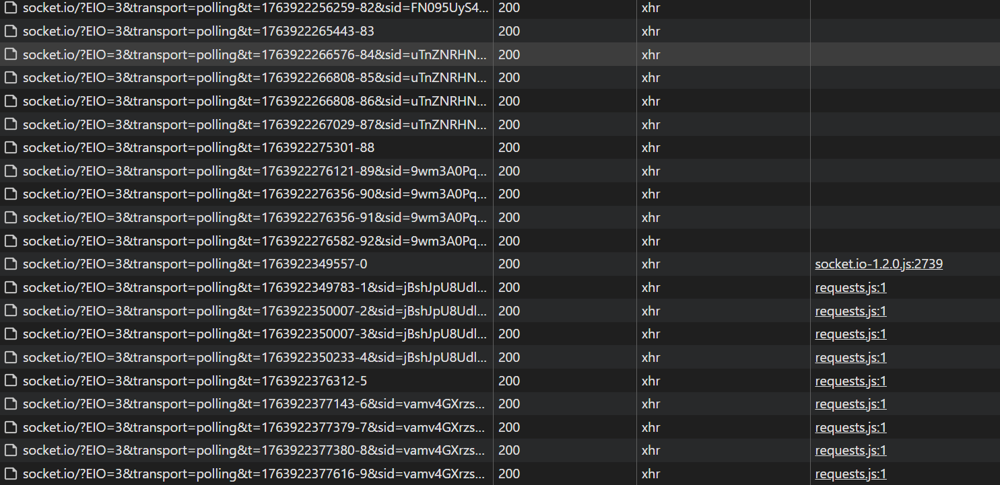 socket.io/?EIO=3&transport=polling&t=1763922256259-82&sid=FN095UyS4... 200 xhr
socket.io/?EIO=3&transport=polling&t=1763922265443-83 200 xhr
socket.io/?EIO=3&transport=polling&t=1763922266576-84&sid=uTnZNRHN... 200 xhr
socket.io/?EIO=3&transport=polling&t=1763922266808-85&sid=uTnZNRHN... 200 xhr
socket.io/?EIO=3&transport=polling&t=1763922266808-86&sid=uTnZNRHN... 200 xhr
socket.io/?EIO=3&transport=polling&t=1763922267029-87&sid=uTnZNRHN... 200 xhr
socket.io/?EIO=3&transport=polling&t=1763922275301-88 200 xhr
socket.io/?EIO=3&transport=polling&t=1763922276121-89&sid=9wm3A0Pq... 200 xhr
socket.io/?EIO=3&transport=polling&t=1763922276356-90&sid=9wm3A0Pq... 200 xhr
socket.io/?EIO=3&transport=polling&t=1763922276356-91&sid=9wm3A0Pq... 200 xhr
socket.io/?EIO=3&transport=polling&t=1763922276582-92&sid=9wm3A0Pq... 200 xhr
socket.io/?EIO=3&transport=polling&t=1763922349557-0 200 xhr socket.io-1.2.0.js:2739
socket.io/?EIO=3&transport=polling&t=1763922349783-1&sid=jBshJpU8Udl... 200 xhr requests.js:1
socket.io/?EIO=3&transport=polling&t=1763922350007-2&sid=jBshJpU8Udl... 200 xhr requests.js:1
socket.io/?EIO=3&transport=polling&t=1763922350007-3&sid=jBshJpU8Udl... 200 xhr requests.js:1
socket.io/?EIO=3&transport=polling&t=1763922350233-4&sid=jBshJpU8Udl... 200 xhr requests.js:1
socket.io/?EIO=3&transport=polling&t=1763922376312-5 200 xhr requests.js:1
socket.io/?EIO=3&transport=polling&t=1763922377143-6&sid=vamv4GXrzs... 200 xhr requests.js:1
socket.io/?EIO=3&transport=polling&t=1763922377379-7&sid=vamv4GXrzs... 200 xhr requests.js:1
socket.io/?EIO=3&transport=polling&t=1763922377380-8&sid=vamv4GXrzs... 200 xhr requests.js:1
socket.io/?EIO=3&transport=polling&t=1763922377616-9&sid=vamv4GXrzs... 200 xhr requests.js:1